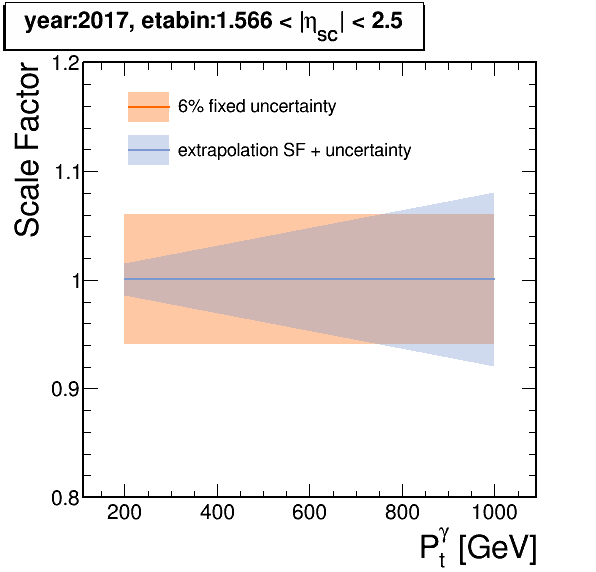 year:2017, etabin:1.566 < |η_SC| < 2.5
1.2
Scale Factor
6% fixed uncertainty
extrapolation SF + uncertainty
1.1
1
0.9
0.8
200 400 600 800 1000
P_t^γ [GeV]